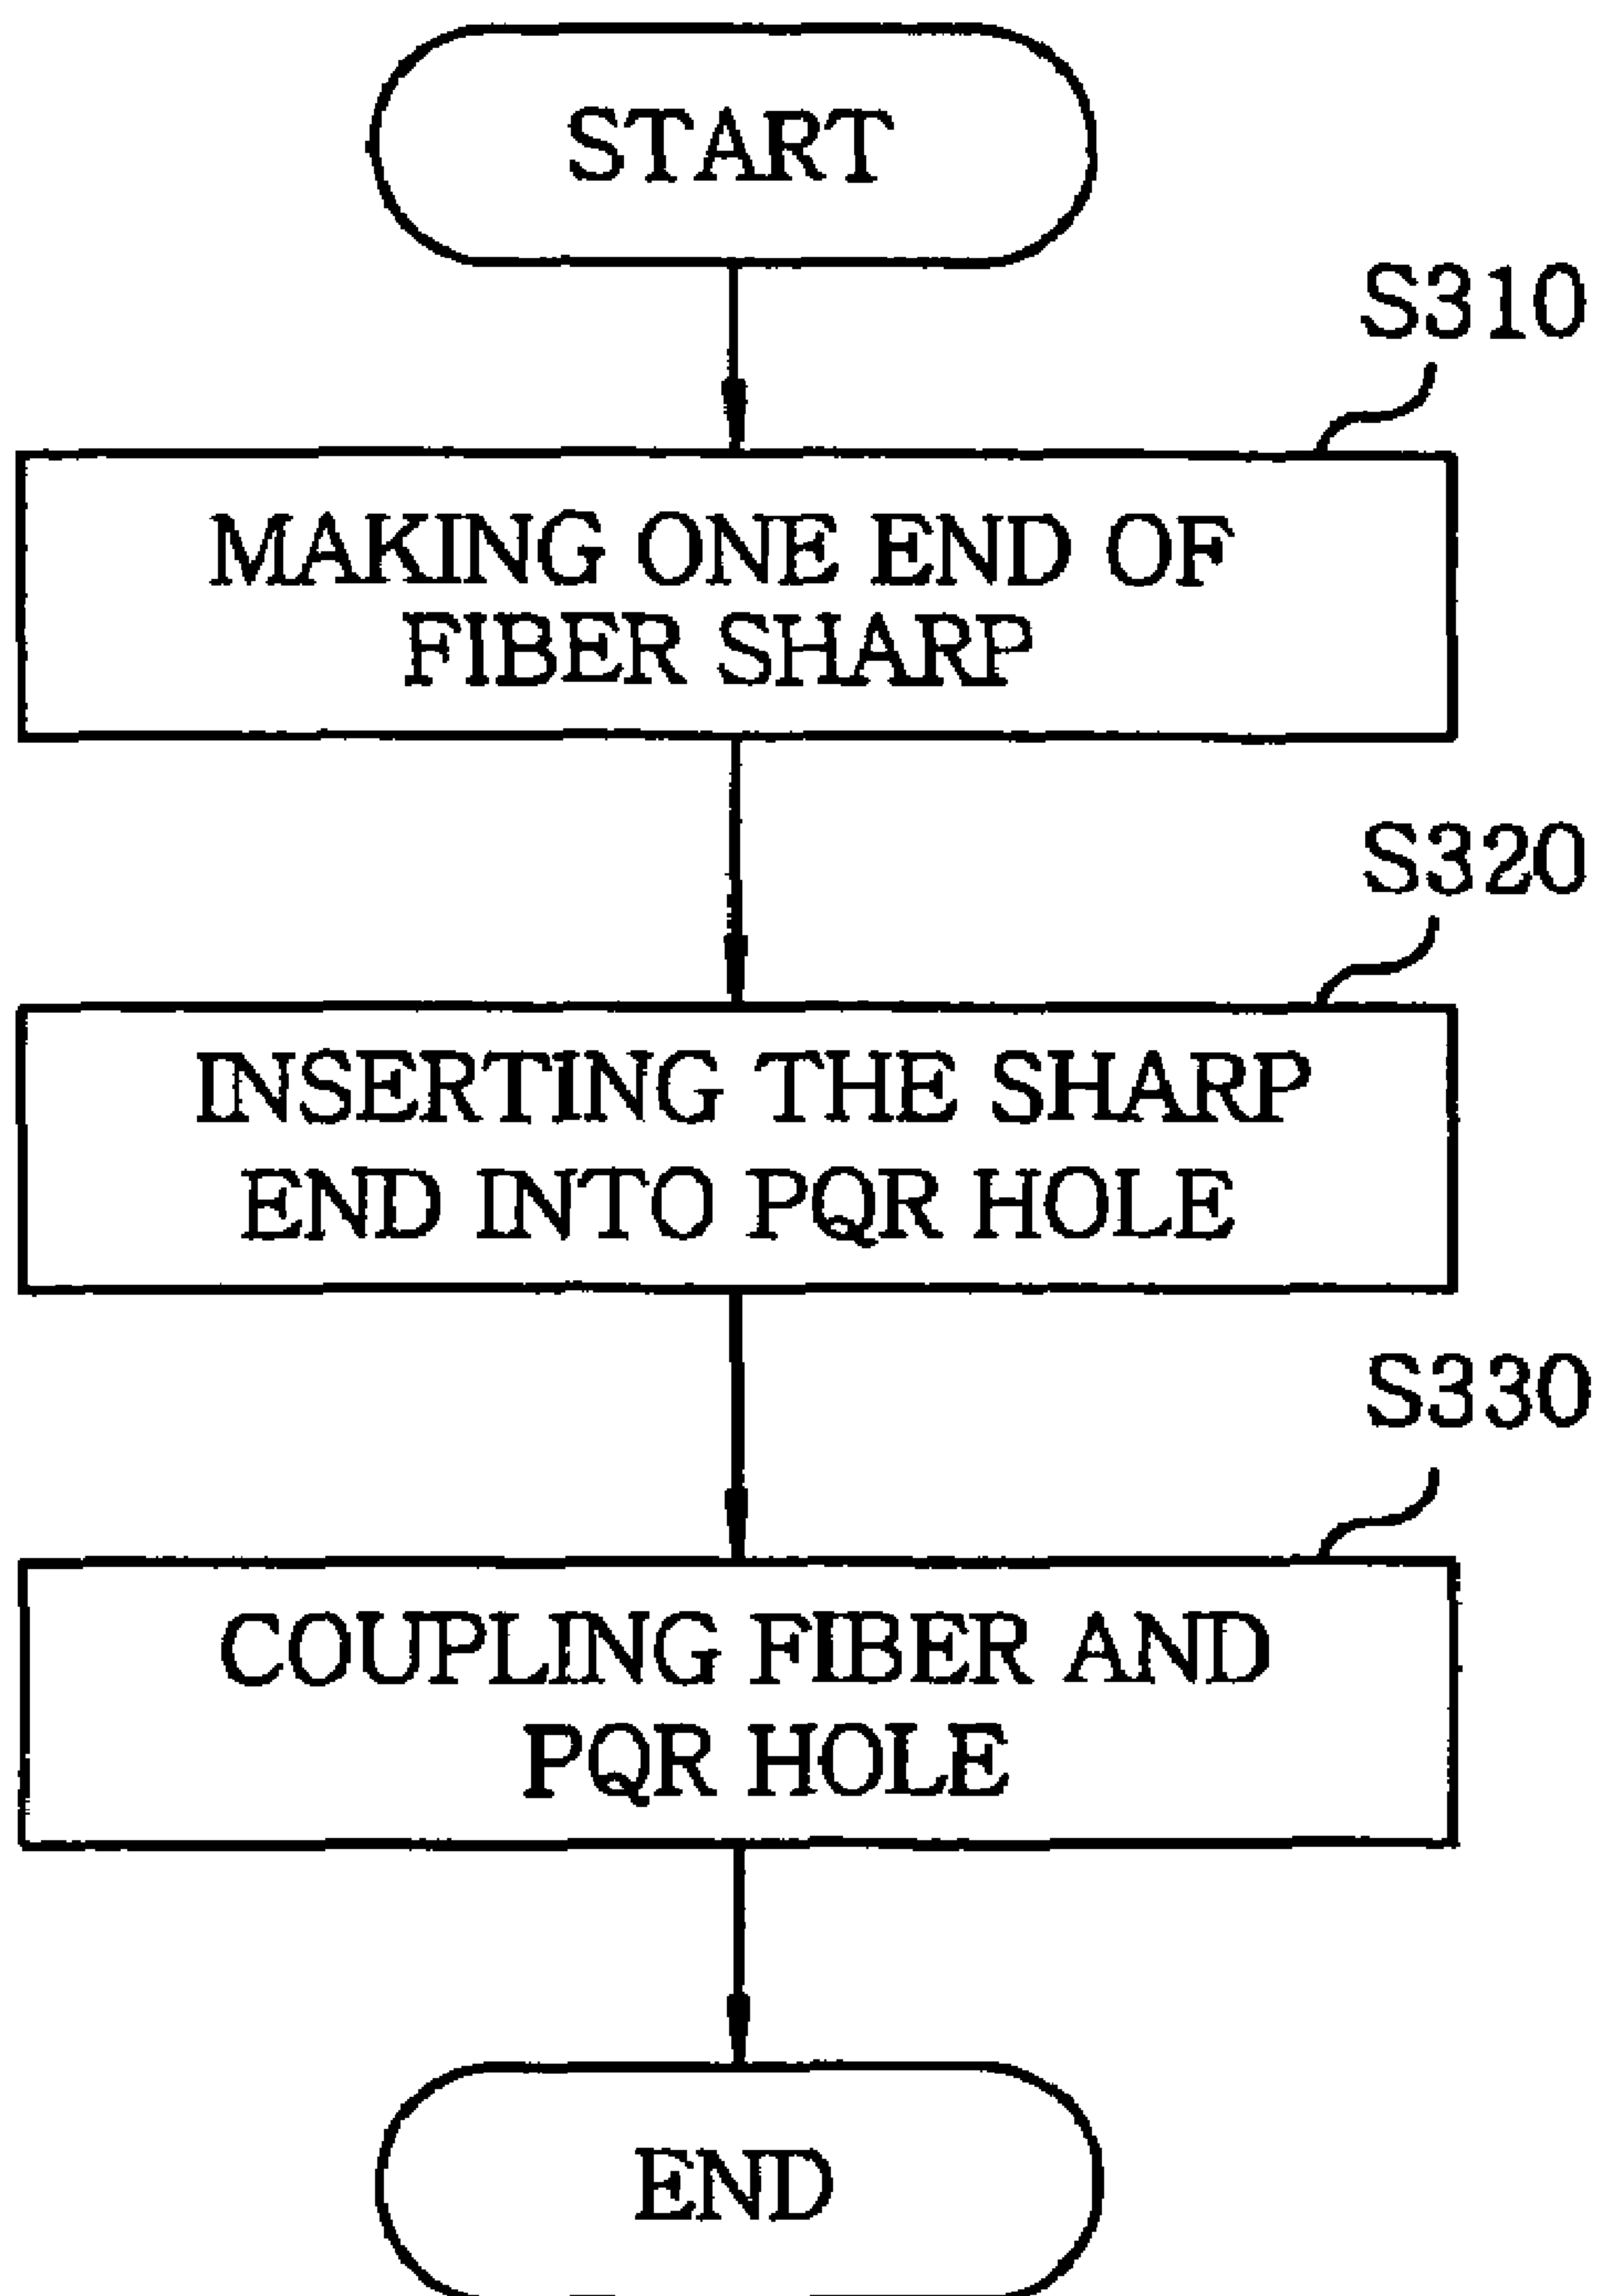 START
S310
MAKING ONE END OF
FIBER SHARP
S320
INSERTING THE SHARP
END INTO PQR HOLE
S330
COUPLING FIBER AND
PQR HOLE
END